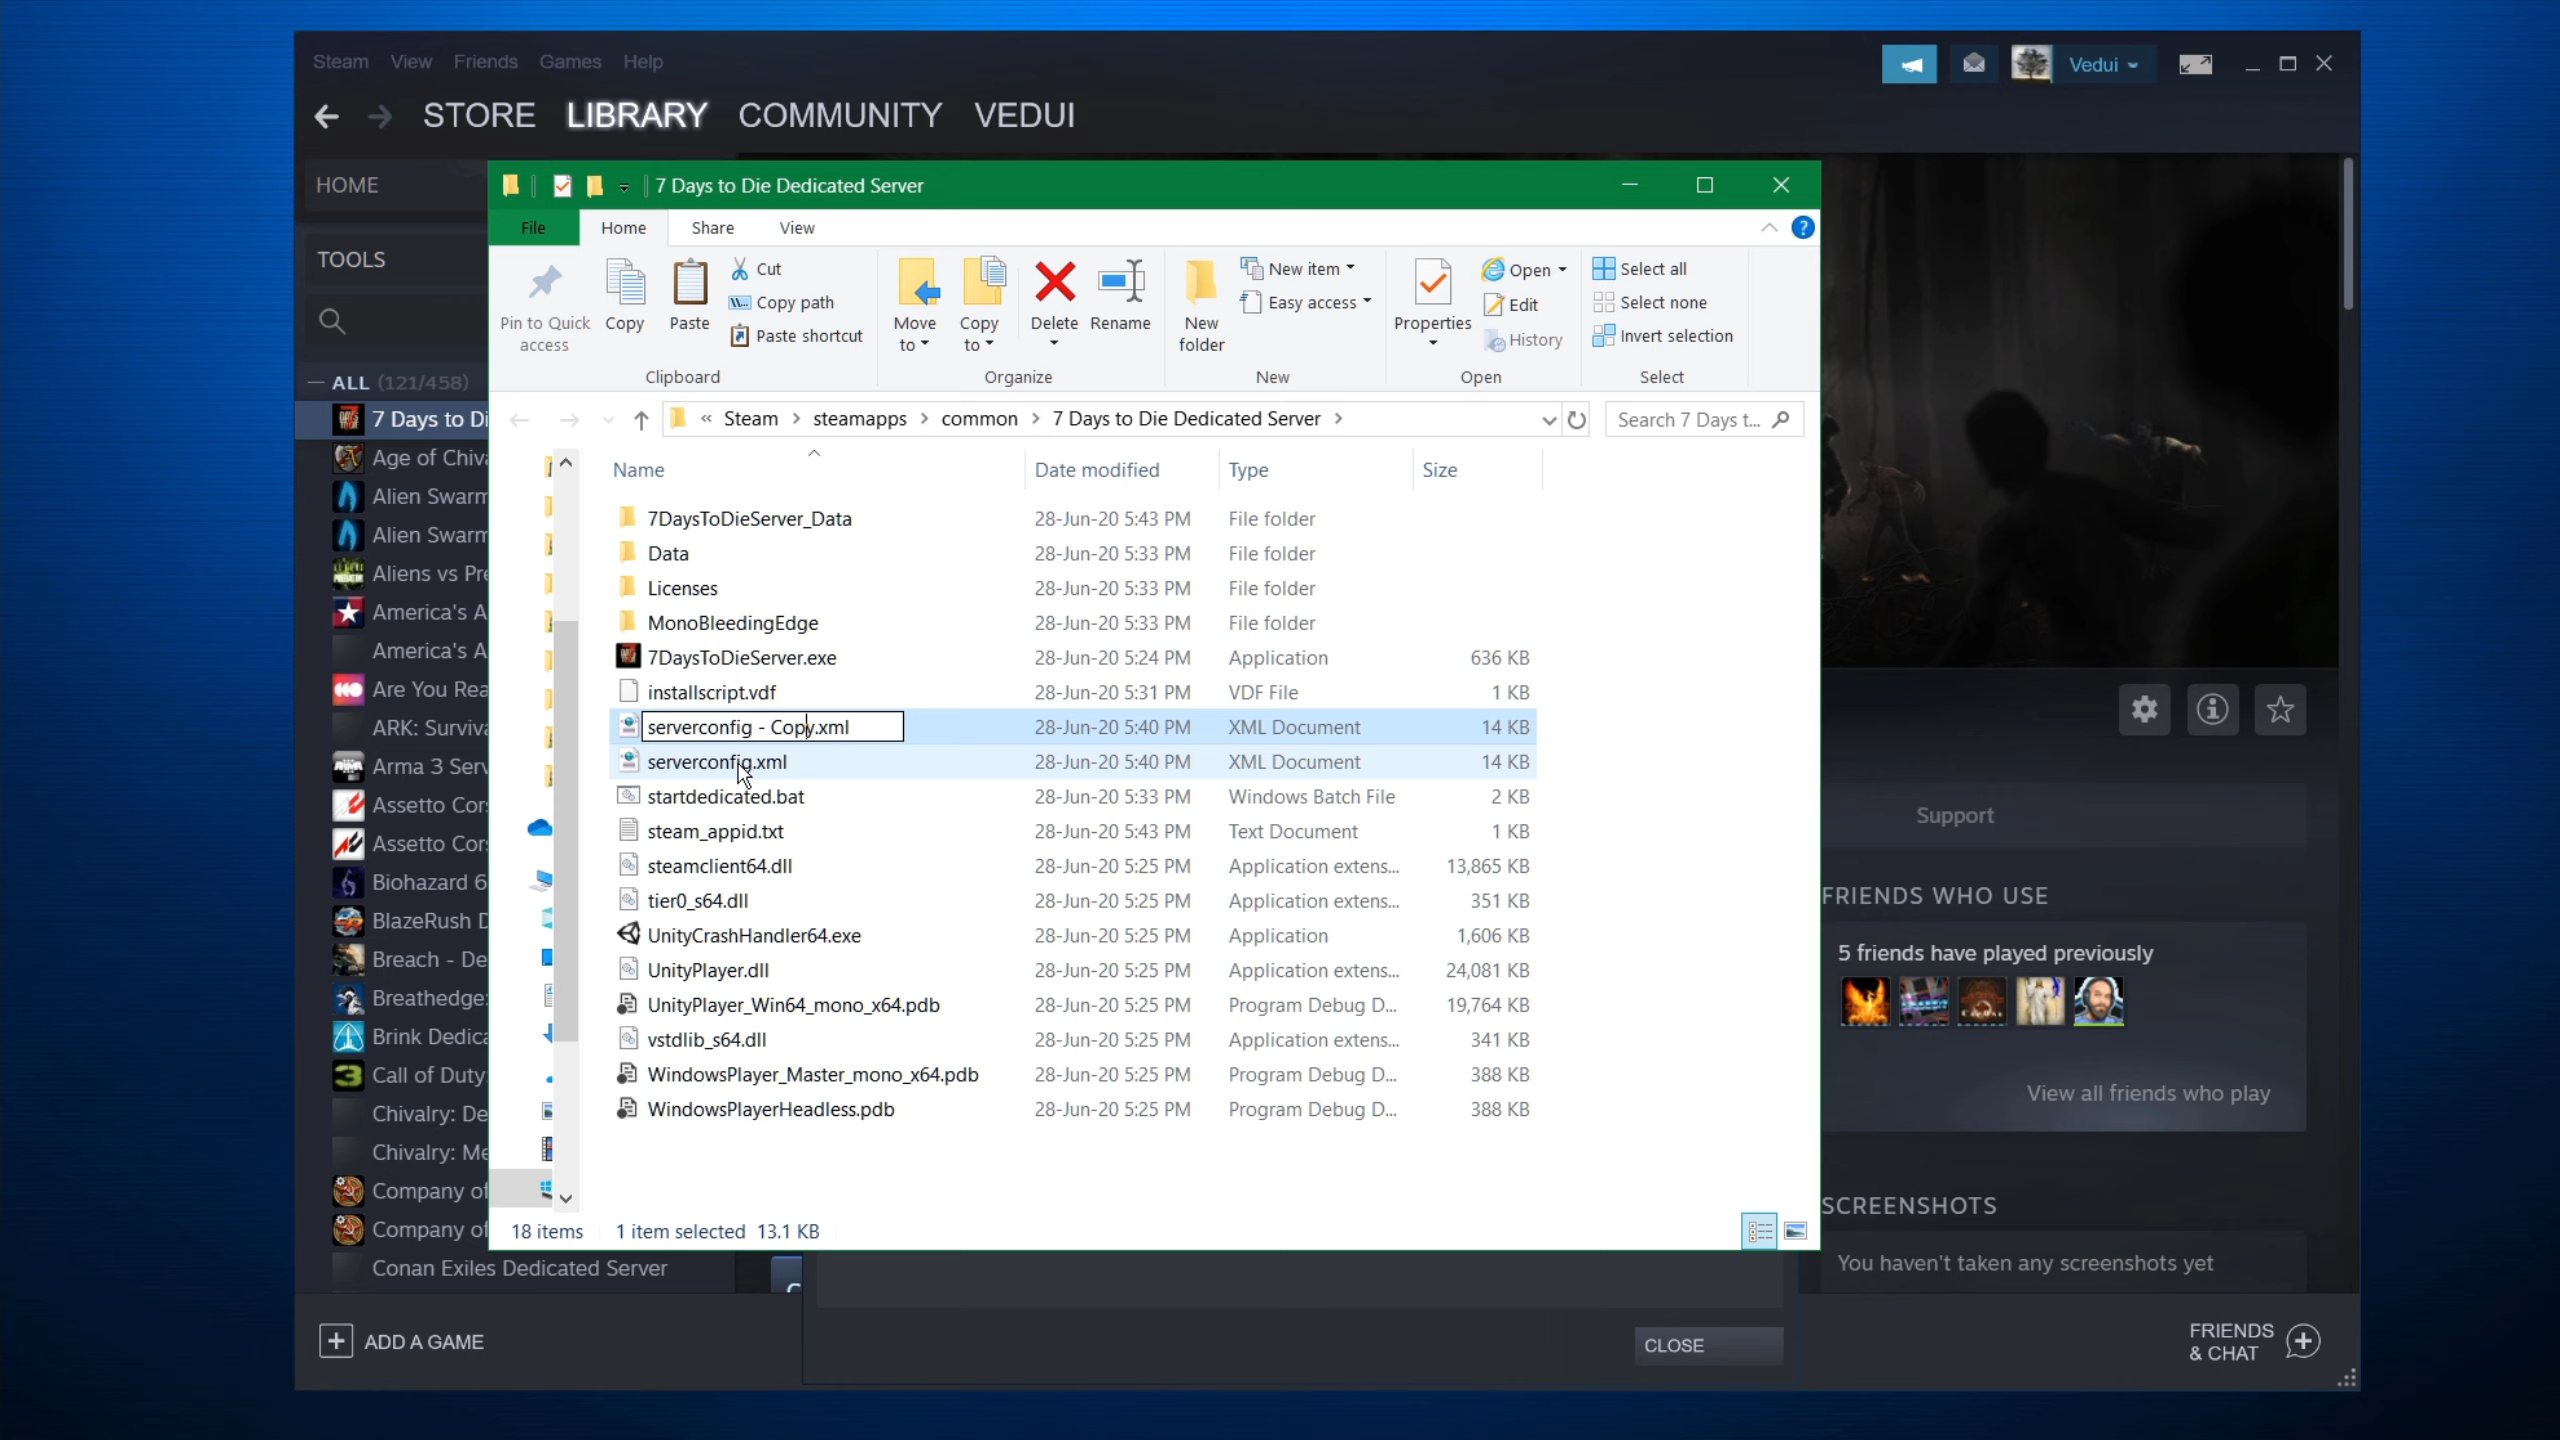 Steam View Friends Games Help
Vedui
STORE LIBRARY COMMUNITY VEDUI
HOME
TOOLS
ALL (121/458)
7 Days to Di
Age of Chiv
Alien Swarm
Alien Swarm
Aliens vs Pre
America's A
America's A
Are You Rea
ARK: Surviva
Arma 3 Serv
Assetto Cor
Assetto Cor
Biohazard 6
BlazeRush D
Breach - De
Breathedge
Brink Dedica
Call of Duty
Chivalry: De
Chivalry: Me
Company of
Company of
Conan Exiles Dedicated Server
ADD A GAME
7 Days to Die Dedicated Server
File Home Share View
Pin to Quick access
Copy
Paste
Cut
Copy path
W...
Paste shortcut
Clipboard
Move to
Copy to
Delete
Rename
Organize
New folder
New item
Easy access
New
Properties
Open
Edit
History
Open
Select all
Select none
Invert selection
Select
« Steam > steamapps > common > 7 Days to Die Dedicated Server >
Search 7 Days t...
Name Date modified Type Size
7DaysToDieServer_Data 28-Jun-20 5:43 PM File folder
Data 28-Jun-20 5:33 PM File folder
Licenses 28-Jun-20 5:33 PM File folder
MonoBleedingEdge 28-Jun-20 5:33 PM File folder
7DaysToDieServer.exe 28-Jun-20 5:24 PM Application 636 KB
installscript.vdf 28-Jun-20 5:31 PM VDF File 1 KB
serverconfig - Copy.xml 28-Jun-20 5:40 PM XML Document 14 KB
serverconfig.xml 28-Jun-20 5:40 PM XML Document 14 KB
startdedicated.bat 28-Jun-20 5:33 PM Windows Batch File 2 KB
steam_appid.txt 28-Jun-20 5:43 PM Text Document 1 KB
steamclient64.dll 28-Jun-20 5:25 PM Application extens... 13,865 KB
tier0_s64.dll 28-Jun-20 5:25 PM Application extens... 351 KB
UnityCrashHandler64.exe 28-Jun-20 5:25 PM Application 1,606 KB
UnityPlayer.dll 28-Jun-20 5:25 PM Application extens... 24,081 KB
UnityPlayer_Win64_mono_x64.pdb 28-Jun-20 5:25 PM Program Debug D... 19,764 KB
vstdlib_s64.dll 28-Jun-20 5:25 PM Application extens... 341 KB
WindowsPlayer_Master_mono_x64.pdb 28-Jun-20 5:25 PM Program Debug D... 388 KB
WindowsPlayerHeadless.pdb 28-Jun-20 5:25 PM Program Debug D... 388 KB
18 items 1 item selected 13.1 KB
Support
FRIENDS WHO USE
5 friends have played previously
View all friends who play
SCREENSHOTS
You haven't taken any screenshots yet
CLOSE
FRIENDS
& CHAT